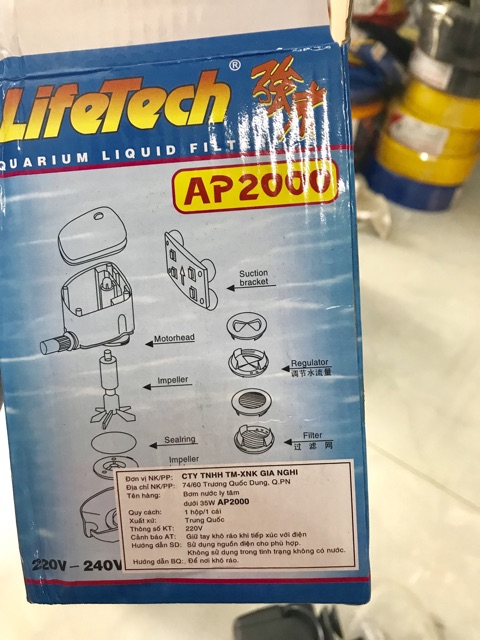 LifeTech ®
QUARIUM LIQUID FILT
AP2000
Suction
bracket
Motorhead
Impeller
Regulator
调节水流量
Sealring
Filter
过滤网
Impeller
Đơn vị NK/PP: CTY TNHH TM-XNK GIA NGHI
Địa chỉ NK/PP: 74/60 Trương Quốc Dung, Q.PN
Tên hàng: Bơm nước ly tâm
dưới 35W AP2000
Quy cách: 1 hộp/1 cái
Xuất xứ: Trung Quốc
Thông số KT: 220V
Cảnh báo AT: Giữ tay khô ráo khi tiếp xúc với điện
Hướng dẫn SD: Sử dụng nguồn điện cho phù hợp.
Không sử dụng trong tình trạng không có nước.
Hướng dẫn BQ: Để nơi khô ráo.
220V - 240V